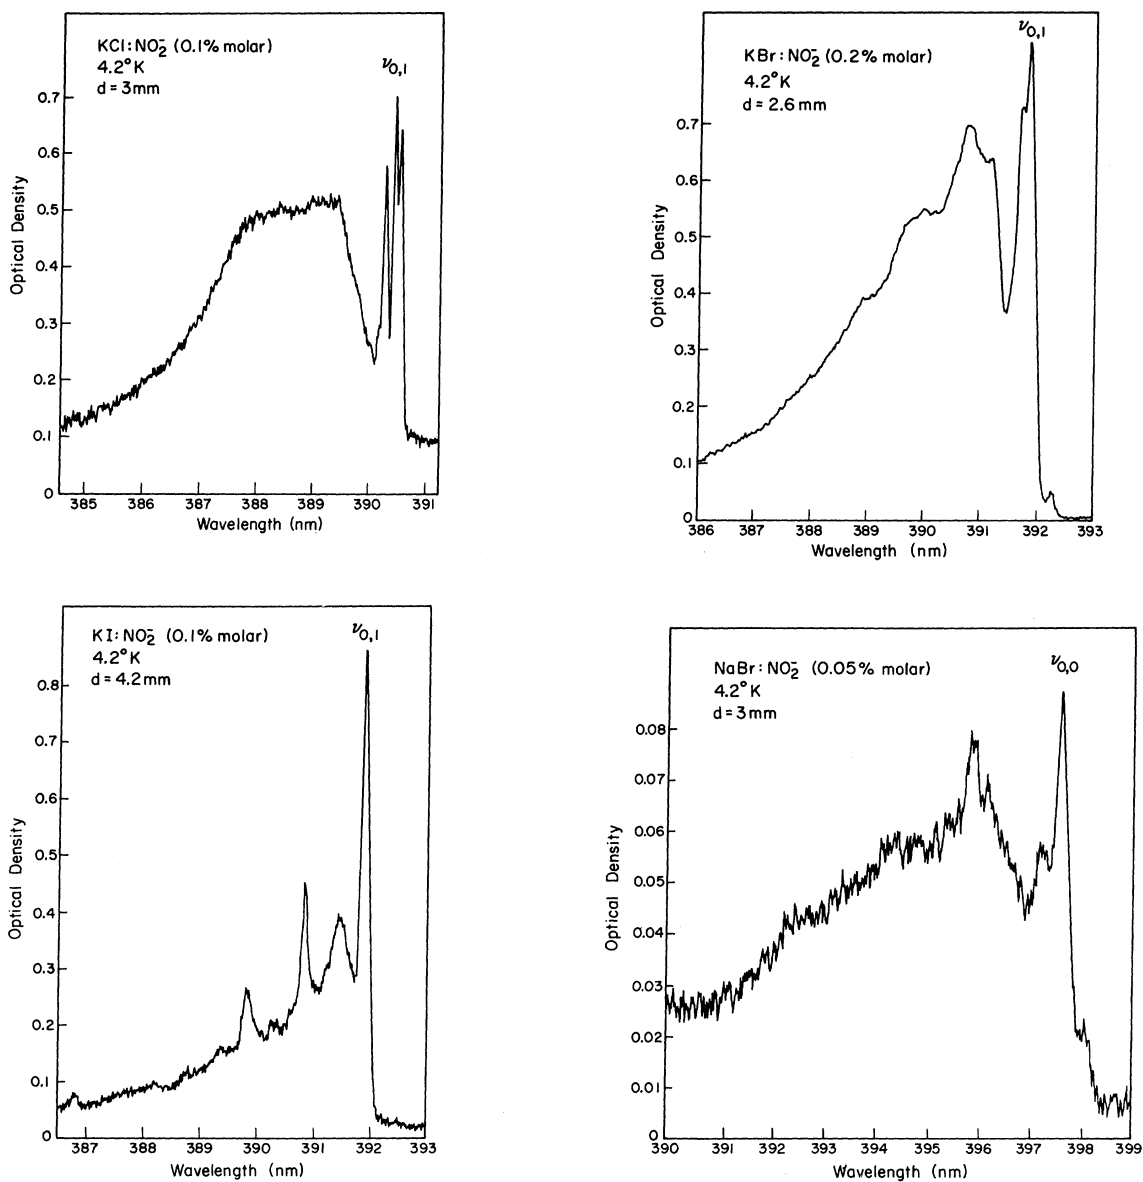 KCl:NO₂⁻ (0.1% molar)
4.2°K
d = 3mm
ν₀,₁
0.7
0.6
0.5
0.4
0.3
0.2
0.1
0
Optical Density
385 386 387 388 389 390 391
Wavelength (nm)
KBr:NO₂⁻ (0.2% molar)
4.2°K
d = 2.6 mm
ν₀,₁
0.7
0.6
0.5
0.4
0.3
0.2
0.1
0
Optical Density
386 387 388 389 390 391 392 393
Wavelength (nm)
KI:NO₂⁻ (0.1% molar)
4.2°K
d = 4.2mm
ν₀,₁
0.8
0.7
0.6
0.5
0.4
0.3
0.2
0.1
0
Optical Density
387 388 389 390 391 392 393
Wavelength (nm)
NaBr:NO₂⁻ (0.05% molar)
4.2°K
d = 3mm
ν₀,₀
0.08
0.07
0.06
0.05
0.04
0.03
0.02
0.01
0
Optical Density
390 391 392 393 394 395 396 397 398 399
Wavelength (nm)